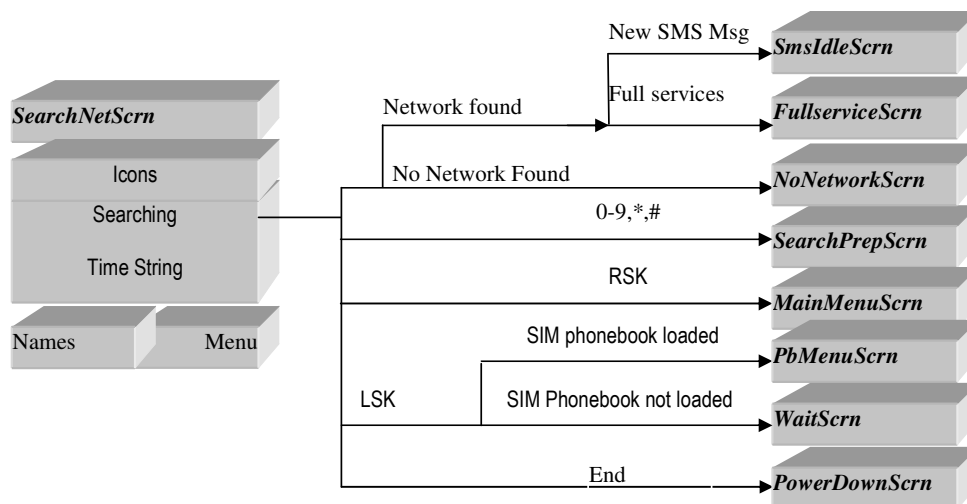 New SMS Msg
SmsIdleScrn
SearchNetScrn
Network found
Full services
FullserviceScrn
Icons
No Network Found
NoNetworkScrn
Searching
0-9,*,#
SearchPrepScrn
Time String
RSK
MainMenuScrn
Names
Menu
SIM phonebook loaded
PbMenuScrn
LSK
SIM Phonebook not loaded
WaitScrn
End
PowerDownScrn